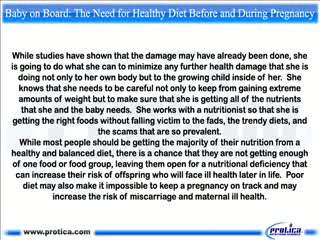 Baby on Board: The Need for Healthy Diet Before and During Pregnancy
While studies have shown that the damage may have already been done, she
is going to do what she can to minimize any further health damage that she is
doing not only to her own body but to the growing child inside of her. She
knows that she needs to be careful not only to keep from gaining extreme
amounts of weight but to make sure that she is getting all of the nutrients
that she and the baby needs. She works with a nutritionist so that she is
getting the right foods without falling victim to the fads, the trendy diets, and
the scams that are so prevalent.
While most people should be getting the majority of their nutrition from a
healthy and balanced diet, there is a chance that they are not getting enough
of one food or food group, leaving them open for a nutritional deficiency that
can increase their risk of offspring who will face ill health later in life. Poor
diet may also make it impossible to keep a pregnancy on track and may
increase the risk of miscarriage and maternal ill health.
www.protica.com
protica